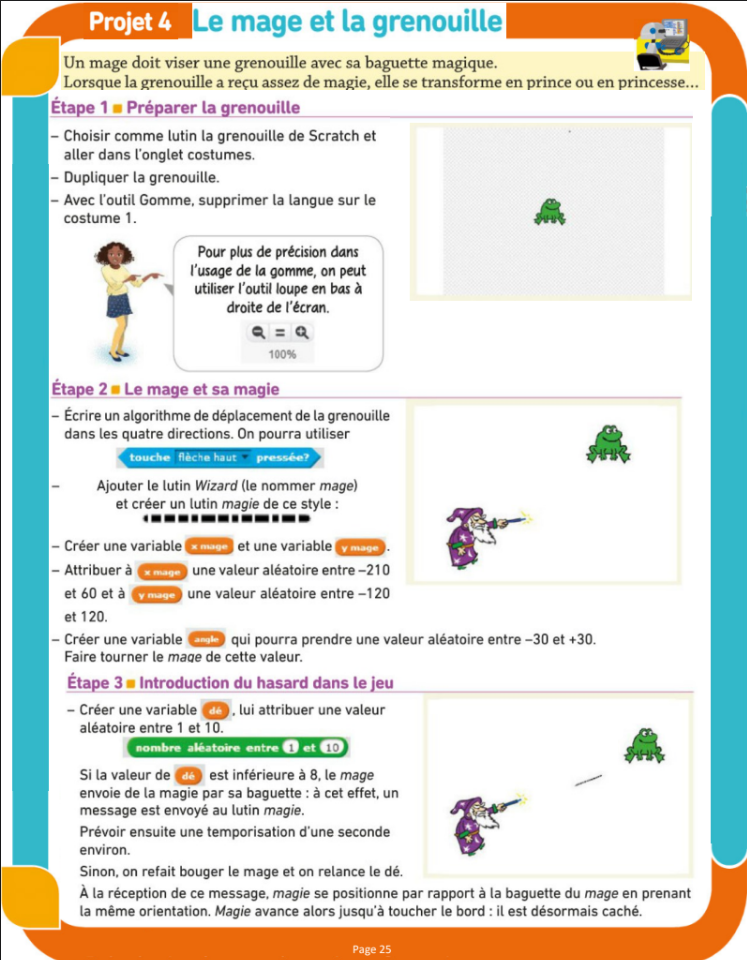 Projet 4 Le mage et la grenouille
Un mage doit viser une grenouille avec sa baguette magique.
Lorsque la grenouille a reçu assez de magie, elle se transforme en prince ou en princesse...
Étape 1 ■ Préparer la grenouille
– Choisir comme lutin la grenouille de Scratch et
aller dans l'onglet costumes.
– Dupliquer la grenouille.
– Avec l'outil Gomme, supprimer la langue sur le
costume 1.
Pour plus de précision dans
l'usage de la gomme, on peut
utiliser l'outil loupe en bas à
droite de l'écran.
=
100%
Étape 2 ■ Le mage et sa magie
– Écrire un algorithme de déplacement de la grenouille
dans les quatre directions. On pourra utiliser
touche flèche haut ▼ pressée?
– Ajouter le lutin Wizard (le nommer mage)
et créer un lutin magie de ce style :
– Créer une variable x mage et une variable y mage .
– Attribuer à x mage une valeur aléatoire entre –210
et 60 et à y mage une valeur aléatoire entre –120
et 120.
– Créer une variable angle qui pourra prendre une valeur aléatoire entre –30 et +30.
Faire tourner le mage de cette valeur.
Étape 3 ■ Introduction du hasard dans le jeu
– Créer une variable dé , lui attribuer une valeur
aléatoire entre 1 et 10.
nombre aléatoire entre 1 et 10
Si la valeur de dé est inférieure à 8, le mage
envoie de la magie par sa baguette : à cet effet, un
message est envoyé au lutin magie.
Prévoir ensuite une temporisation d'une seconde
environ.
Sinon, on refait bouger le mage et on relance le dé.
À la réception de ce message, magie se positionne par rapport à la baguette du mage en prenant
la même orientation. Magie avance alors jusqu'à toucher le bord : il est désormais caché.
Page 25